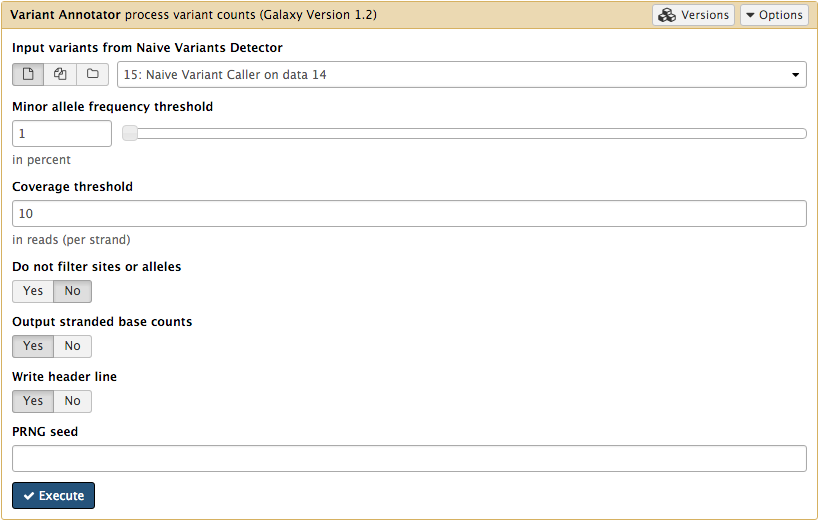 Variant Annotator process variant counts (Galaxy Version 1.2) Versions Options
Input variants from Naive Variants Detector
15: Naive Variant Caller on data 14
Minor allele frequency threshold
1
in percent
Coverage threshold
10
in reads (per strand)
Do not filter sites or alleles
Yes No
Output stranded base counts
Yes No
Write header line
Yes No
PRNG seed
Execute